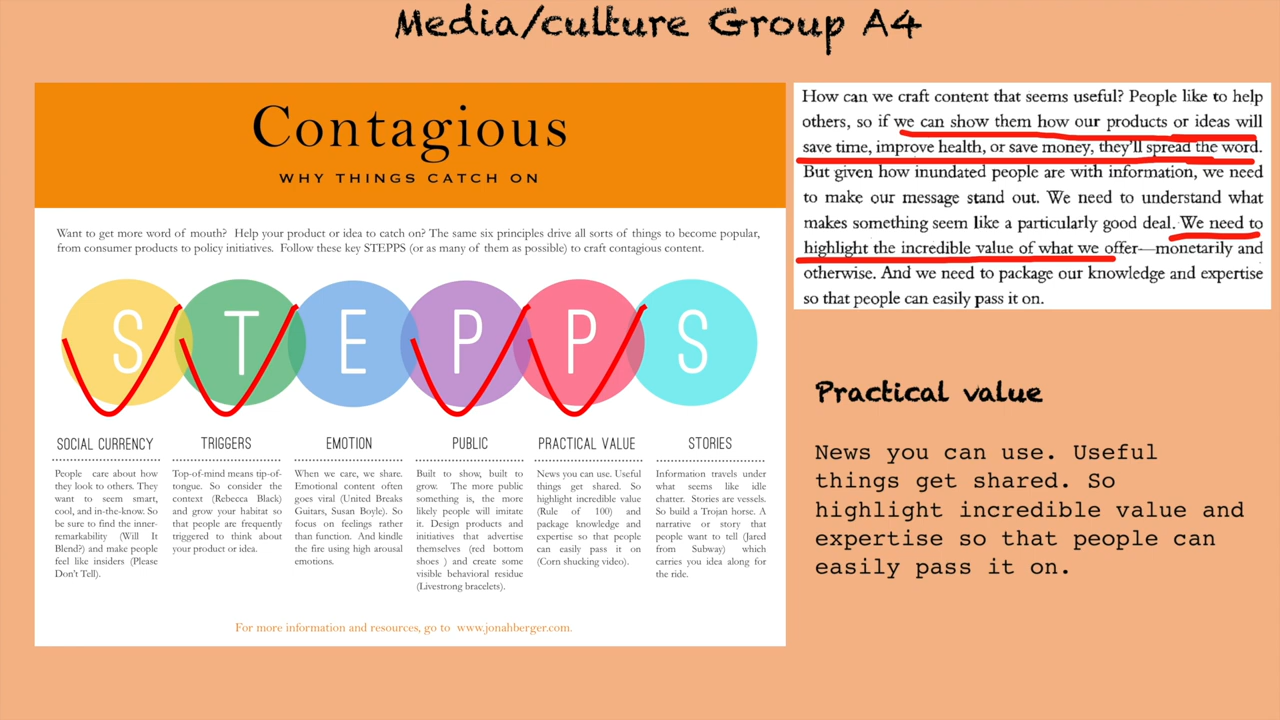 Media/culture Group A4
Contagious
WHY THINGS CATCH ON
Want to get more word of mouth? Help your product or idea to catch on? The same six principles drive all sorts of things to become popular,
from consumer products to policy initiatives. Follow these key STEPPS (or as many of them as possible) to craft contagious content.
S T E P P S
SOCIAL CURRENCY
People care about how
they look to others. They
want to seem smart,
cool, and in-the-know. So
be sure to find the inner-
remarkability (Will It
Blend?) and make people
feel like insiders (Please
Don't Tell).
TRIGGERS
Top-of-mind means tip-of-
tongue. So consider the
context (Rebecca Black)
and grow your habitat so
that people are frequently
triggered to think about
your product or idea.
EMOTION
When we care, we share.
Emotional content often
goes viral (United Breaks
Guitars, Susan Boyle). So
focus on feelings rather
than function. And kindle
the fire using high arousal
emotions.
PUBLIC
Built to show, built to
grow. The more public
something is, the more
likely people will imitate
it. Design products and
initiatives that advertise
themselves (red bottom
shoes ) and create some
visible behavioral residue
(Livestrong bracelets).
PRACTICAL VALUE
News you can use. Useful
things get shared. So
highlight incredible value
(Rule of 100) and
package knowledge and
expertise so that people
can easily pass it on
(Corn shucking video).
STORIES
Information travels under
what seems like idle
chatter. Stories are vessels.
So build a Trojan horse. A
narrative or story that
people want to tell (Jared
from Subway) which
carries you idea along for
the ride.
For more information and resources, go to www.jonahberger.com.
How can we craft content that seems useful? People like to help
others, so if we can show them how our products or ideas will
save time, improve health, or save money, they'll spread the word.
But given how inundated people are with information, we need
to make our message stand out. We need to understand what
makes something seem like a particularly good deal. We need to
highlight the incredible value of what we offer—monetarily and
otherwise. And we need to package our knowledge and expertise
so that people can easily pass it on.
Practical value
News you can use. Useful
things get shared. So
highlight incredible value and
expertise so that people can
easily pass it on.